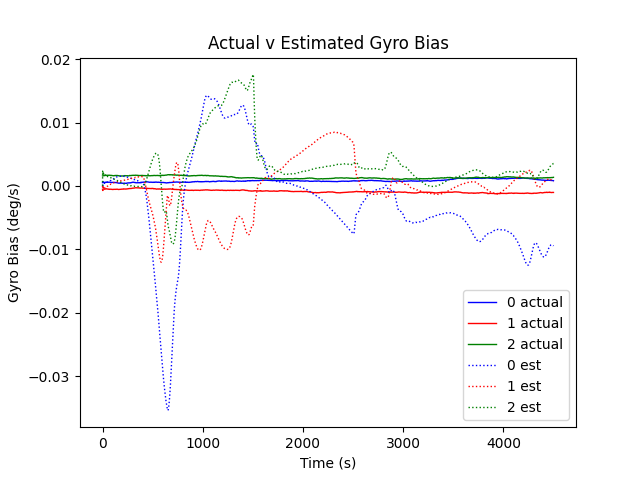 Actual v Estimated Gyro Bias
0.02
0.01
0.00
−0.01
−0.02
−0.03
Gyro Bias (deg/s)
0 actual
1 actual
2 actual
0 est
1 est
2 est
0 1000 2000 3000 4000
Time (s)